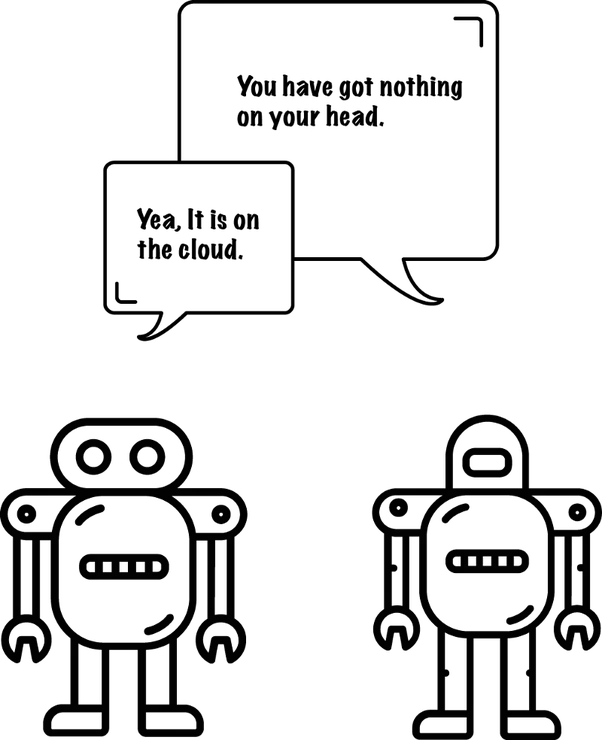 You have got nothing
on your head.
Yea, It is on
the cloud.